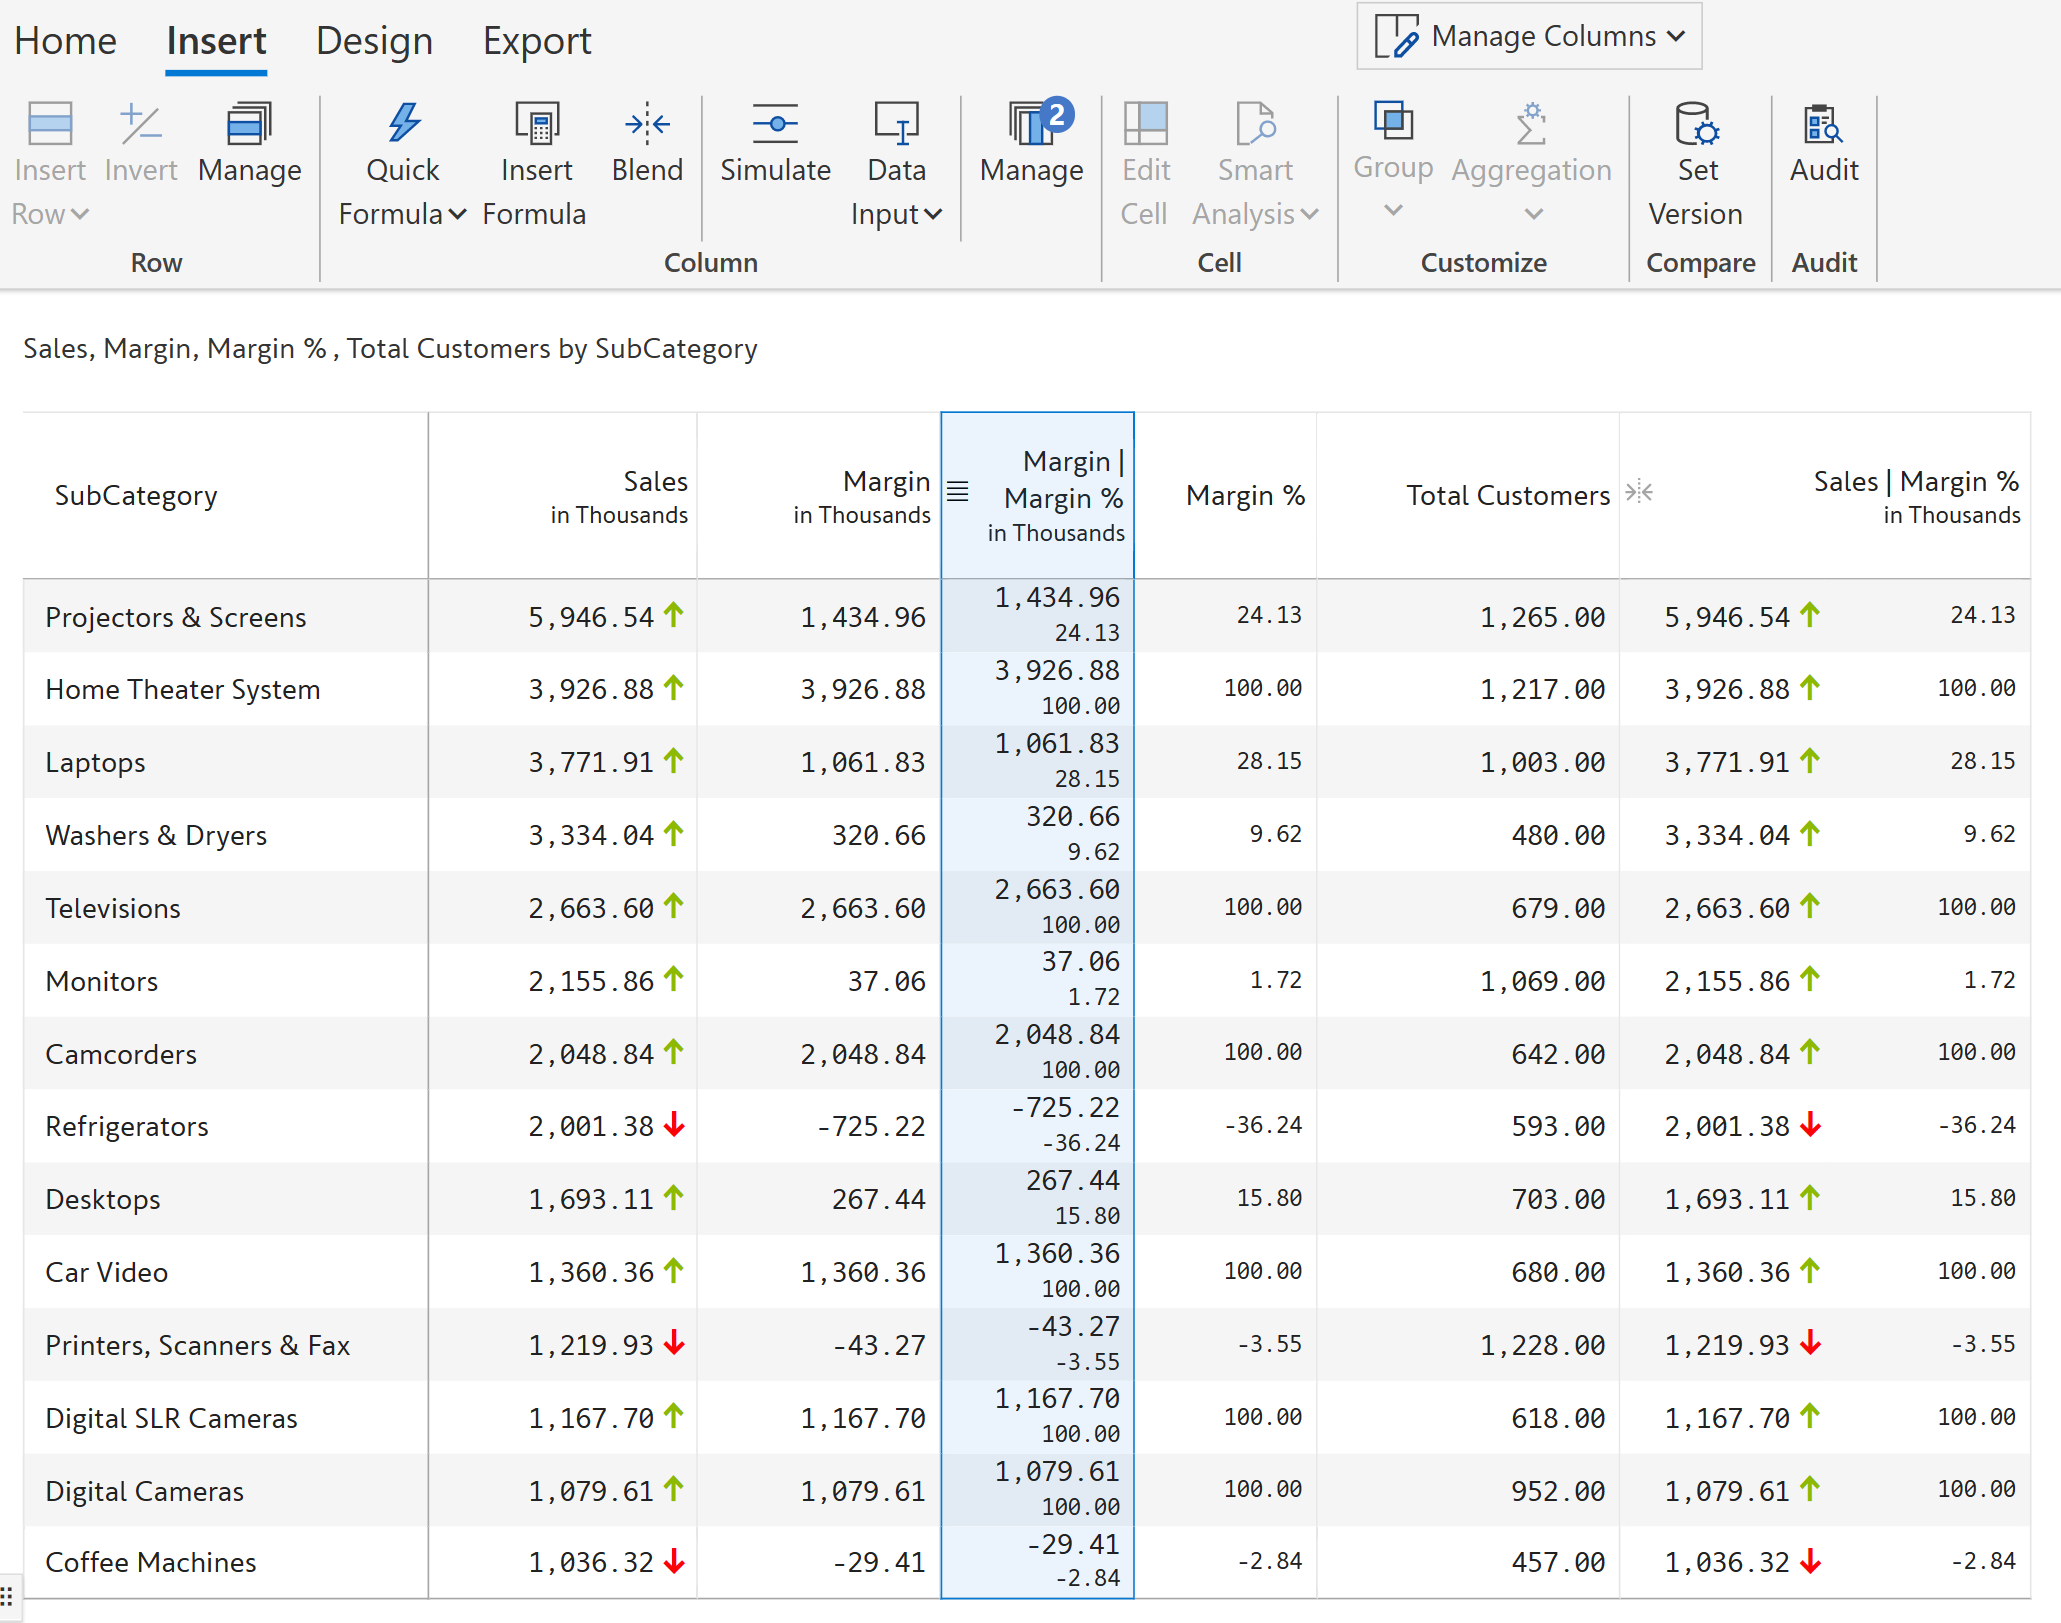 Home Insert Design Export Manage Columns
Insert Invert Manage Quick Insert Blend Simulate Data Manage 2 Edit Smart Group Aggregation Set Audit
Row Formula Formula Input Cell Analysis Version
Row Column Cell Customize Compare Audit
Sales, Margin, Margin % , Total Customers by SubCategory
SubCategory
Sales
in Thousands
Margin
in Thousands
Margin |
Margin %
in Thousands
Margin %
Total Customers
Sales | Margin %
in Thousands
Projectors & Screens 5,946.54 1,434.96 1,434.96 24.13 24.13 1,265.00 5,946.54 24.13
Home Theater System 3,926.88 3,926.88 3,926.88 100.00 100.00 1,217.00 3,926.88 100.00
Laptops 3,771.91 1,061.83 1,061.83 28.15 28.15 1,003.00 3,771.91 28.15
Washers & Dryers 3,334.04 320.66 320.66 9.62 9.62 480.00 3,334.04 9.62
Televisions 2,663.60 2,663.60 2,663.60 100.00 100.00 679.00 2,663.60 100.00
Monitors 2,155.86 37.06 37.06 1.72 1.72 1,069.00 2,155.86 1.72
Camcorders 2,048.84 2,048.84 2,048.84 100.00 100.00 642.00 2,048.84 100.00
Refrigerators 2,001.38 -725.22 -725.22 -36.24 -36.24 593.00 2,001.38 -36.24
Desktops 1,693.11 267.44 267.44 15.80 15.80 703.00 1,693.11 15.80
Car Video 1,360.36 1,360.36 1,360.36 100.00 100.00 680.00 1,360.36 100.00
Printers, Scanners & Fax 1,219.93 -43.27 -43.27 -3.55 -3.55 1,228.00 1,219.93 -3.55
Digital SLR Cameras 1,167.70 1,167.70 1,167.70 100.00 100.00 618.00 1,167.70 100.00
Digital Cameras 1,079.61 1,079.61 1,079.61 100.00 100.00 952.00 1,079.61 100.00
Coffee Machines 1,036.32 -29.41 -29.41 -2.84 -2.84 457.00 1,036.32 -2.84